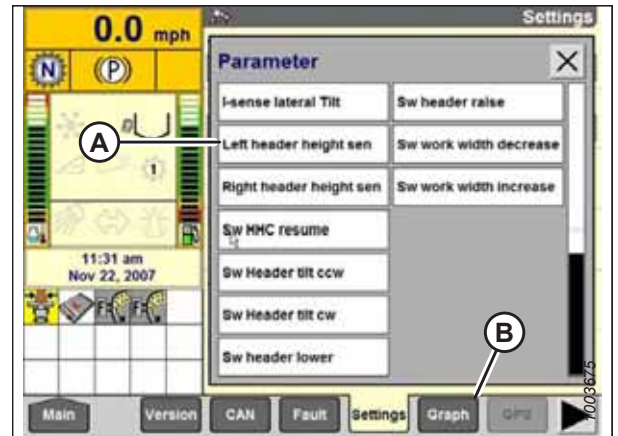 0.0 mph
Settings
N
(P)
Parameter
X
I-sense lateral Tilt
Sw header raise
A
Left header height sen
Sw work width decrease
1
Right header height sen
Sw work width increase
Sw HHC resume
11:31 am
Nov 22, 2007
Sw Header tilt ccw
Sw Header tilt cw
B
Sw header lower
Main
Version
CAN
Fault
Settings
Graph
GPS
1003675